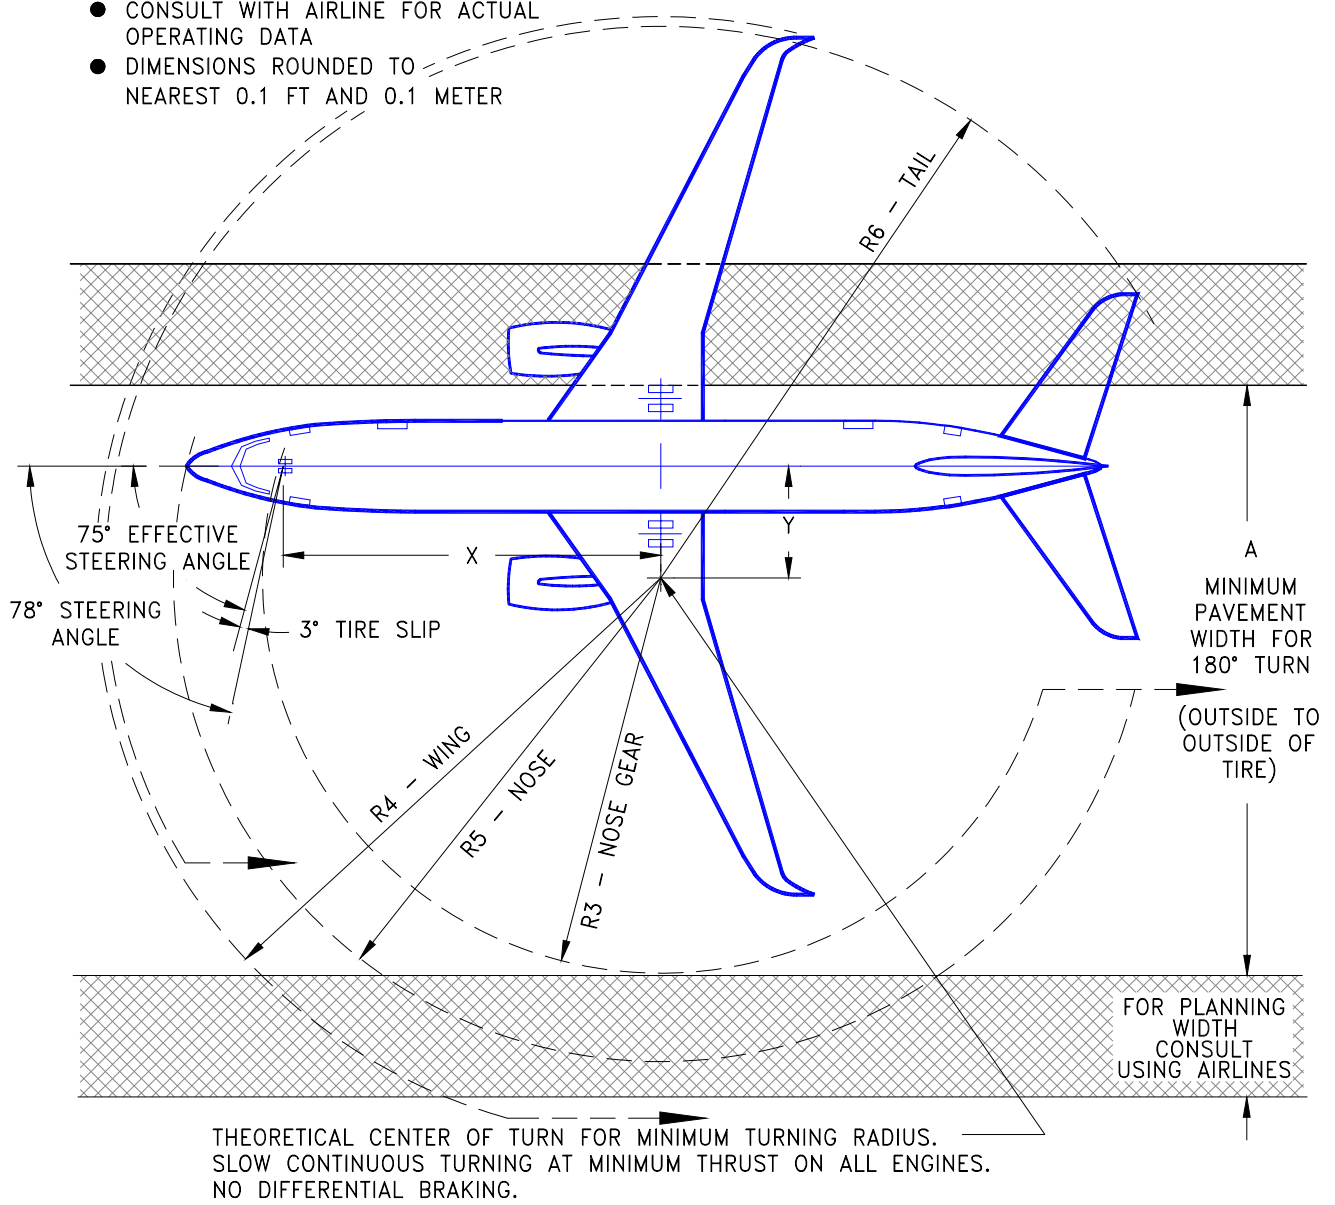 ● CONSULT WITH AIRLINE FOR ACTUAL
OPERATING DATA
● DIMENSIONS ROUNDED TO
NEAREST 0.1 FT AND 0.1 METER
R6 - TAIL
75° EFFECTIVE
STEERING ANGLE
78° STEERING
ANGLE
3° TIRE SLIP
X
Y
A
MINIMUM
PAVEMENT
WIDTH FOR
180° TURN
(OUTSIDE TO
OUTSIDE OF
TIRE)
R4 - WING
R5 - NOSE
R3 - NOSE GEAR
FOR PLANNING
WIDTH
CONSULT
USING AIRLINES
THEORETICAL CENTER OF TURN FOR MINIMUM TURNING RADIUS.
SLOW CONTINUOUS TURNING AT MINIMUM THRUST ON ALL ENGINES.
NO DIFFERENTIAL BRAKING.